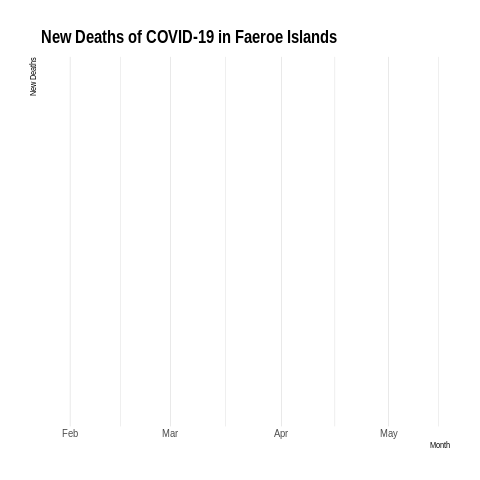 New Deaths of COVID-19 in Faeroe Islands
New Deaths
Feb Mar Apr May
Month